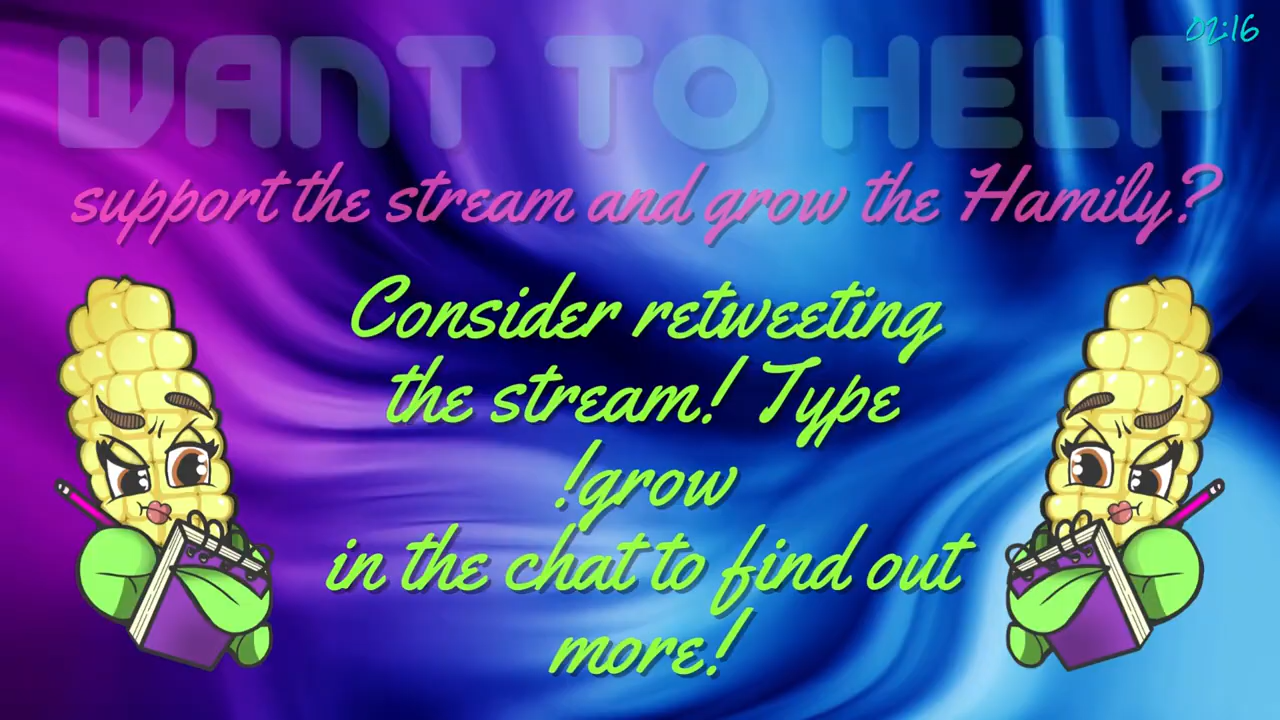 02:16
WANT TO HELP
support the stream and grow the Hamily?
Consider retweeting
the stream! Type
!grow
in the chat to find out
more!